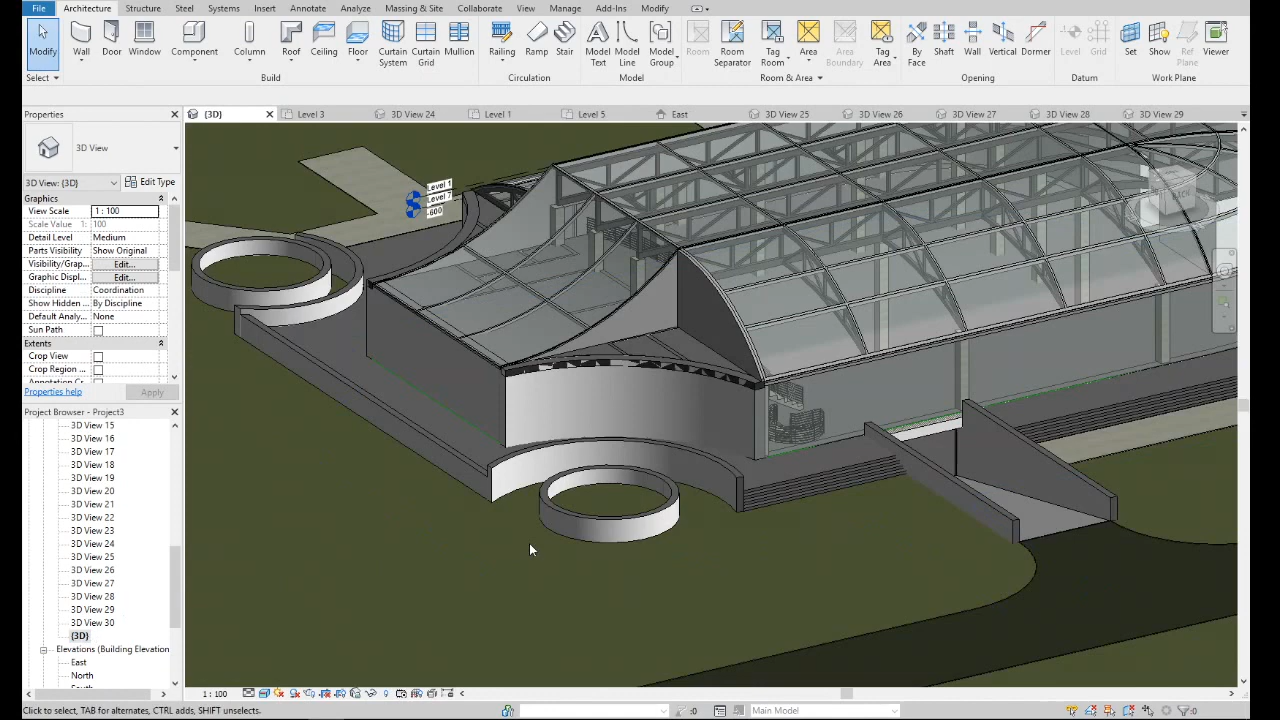 File Architecture Structure Steel Systems Insert Annotate Analyze Massing & Site Collaborate View Manage Add-Ins Modify
Modify Wall Door Window Component Column Roof Ceiling Floor Curtain System Curtain Grid Mullion Railing Ramp Stair Model Text Model Line Model Group Room Room Separator Tag Room Area Area Boundary Tag Area By Face Shaft Wall Vertical Dormer Level Grid Set Show Ref Plane Viewer
Select Build Circulation Model Room & Area Opening Datum Work Plane
Properties
{3D} Level 3 3D View 24 Level 1 Level 5 East 3D View 25 3D View 26 3D View 27 3D View 28 3D View 29
3D View
3D View: {3D} Edit Type
Graphics
View Scale 1 : 100
Scale Value 1: 100
Detail Level Medium
Parts Visibility Show Original
Visibility/Grap... Edit...
Graphic Displ... Edit...
Discipline Coordination
Show Hidden ... By Discipline
Default Analy... None
Sun Path
Extents
Crop View
Crop Region ...
Properties help Apply
Level 1
Level 7
-600
Project Browser - Project3
3D View 15
3D View 16
3D View 17
3D View 18
3D View 19
3D View 20
3D View 21
3D View 22
3D View 23
3D View 24
3D View 25
3D View 26
3D View 27
3D View 28
3D View 29
3D View 30
{3D}
Elevations (Building Elevation
East
North
1 : 100
Click to select, TAB for alternates, CTRL adds, SHIFT unselects. :0 Main Model :0